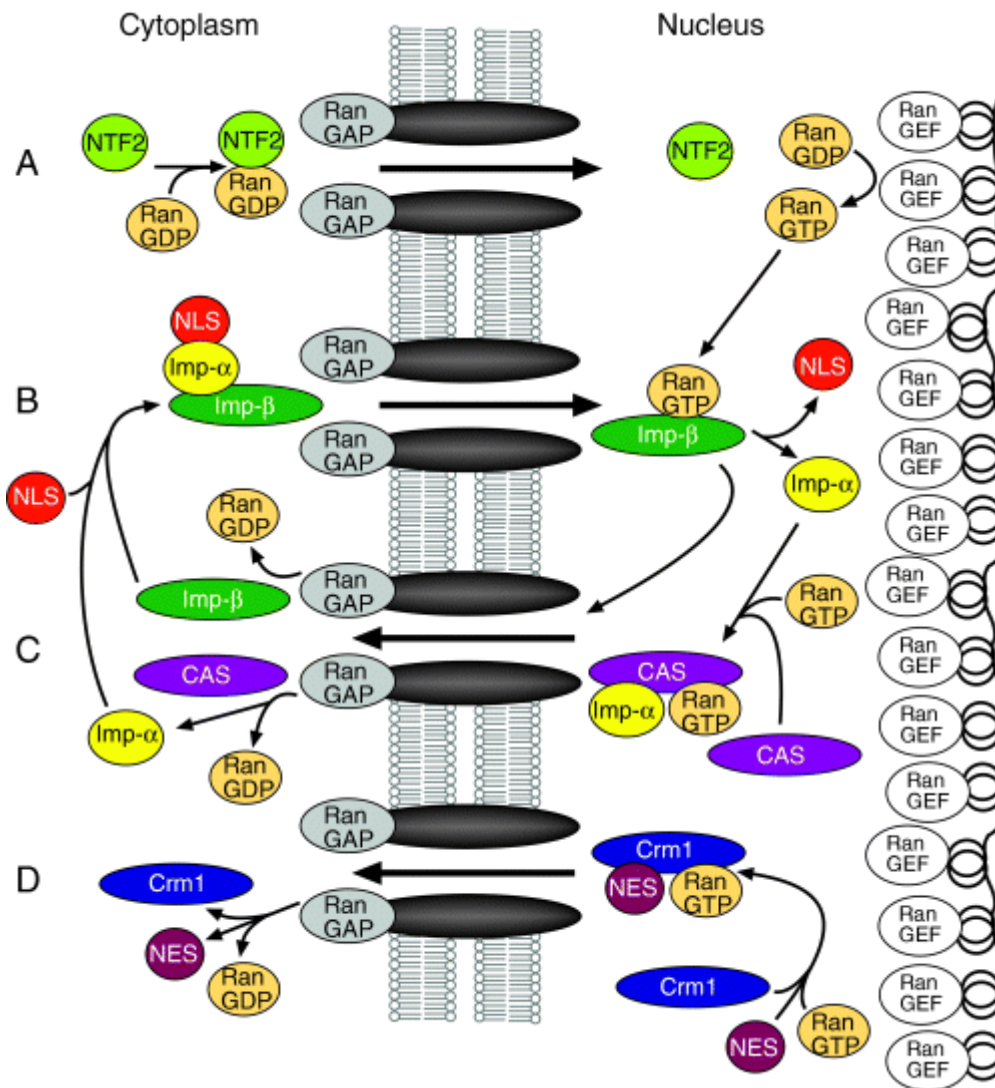 Cytoplasm
Nucleus
A
NTF2
NTF2
Ran
GDP
Ran
GDP
Ran
GAP
Ran
GAP
NTF2
Ran
GDP
Ran
GTP
Ran
GEF
Ran
GEF
Ran
GEF
B
NLS
Imp-α
Imp-β
NLS
Ran
GAP
Ran
GAP
Ran
GTP
Imp-β
NLS
Imp-α
Ran
GEF
Ran
GEF
Ran
GEF
Ran
GEF
Ran
GDP
Imp-β
Ran
GAP
C
CAS
Imp-α
Ran
GDP
Ran
GAP
Ran
GTP
CAS
Imp-α
Ran
GTP
CAS
Ran
GEF
Ran
GEF
Ran
GEF
Ran
GEF
D
Crm1
NES
Ran
GDP
Ran
GAP
Ran
GAP
Crm1
NES
Ran
GTP
Crm1
NES
Ran
GTP
Ran
GEF
Ran
GEF
Ran
GEF
Ran
GEF